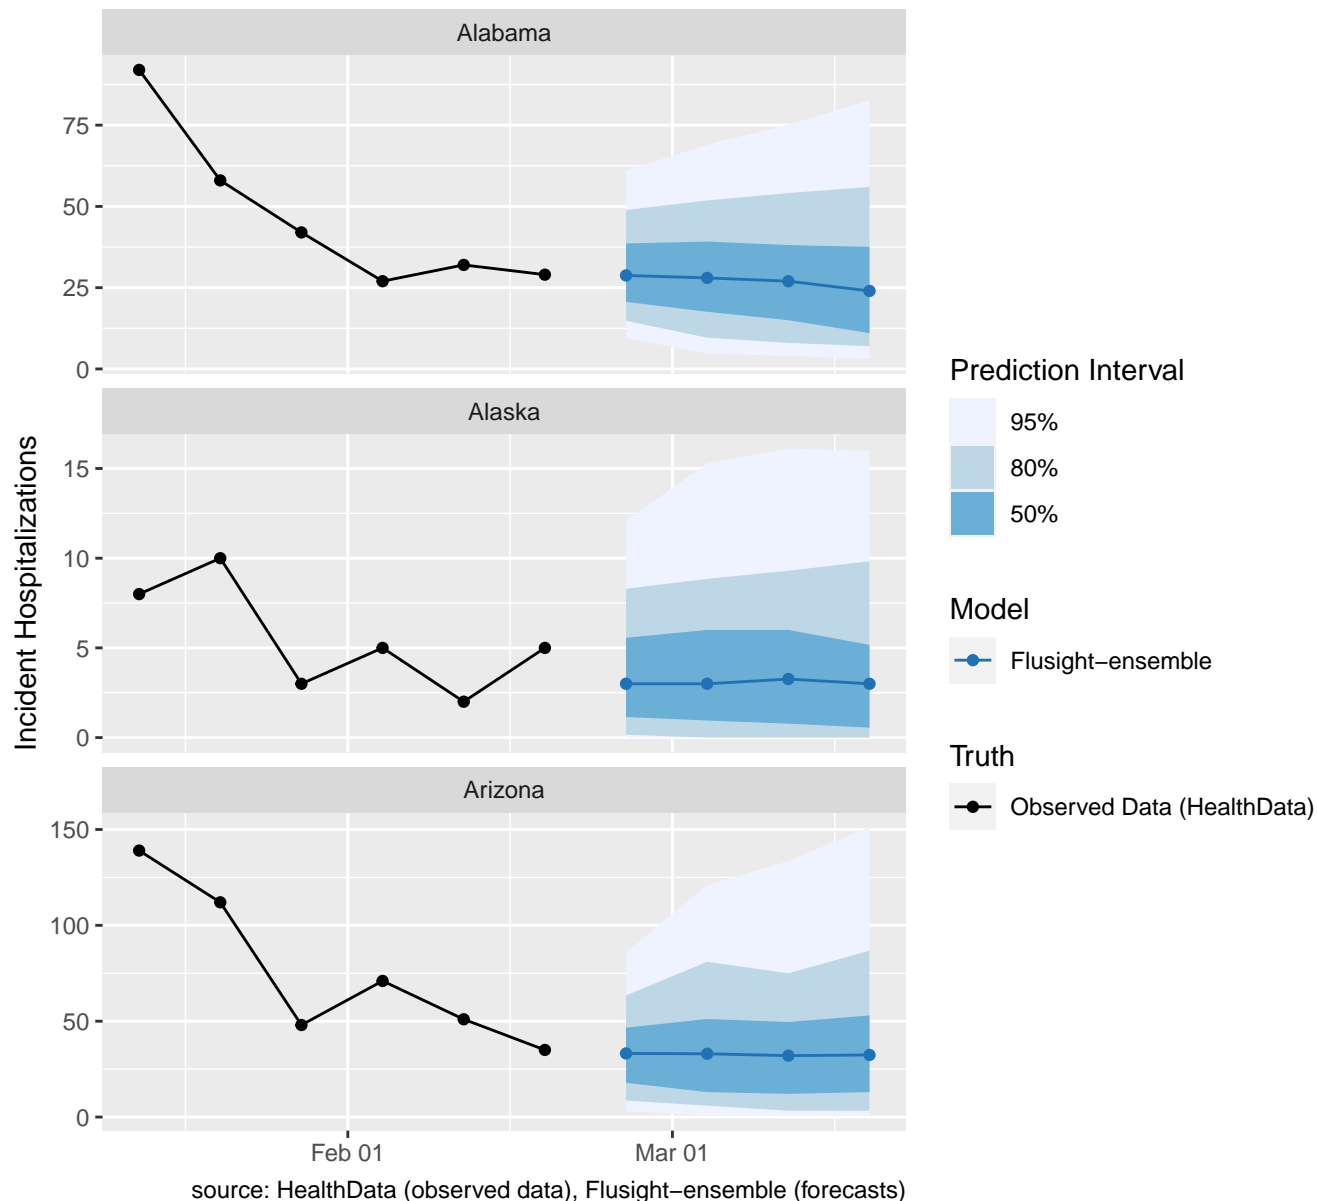 Alabama
75
50
25
0
Alaska
15
10
5
0
Arizona
150
100
50
0
Feb 01
Mar 01
Incident Hospitalizations
source: HealthData (observed data), Flusight−ensemble (forecasts)
Prediction Interval
95%
80%
50%
Model
Flusight−ensemble
Truth
Observed Data (HealthData)